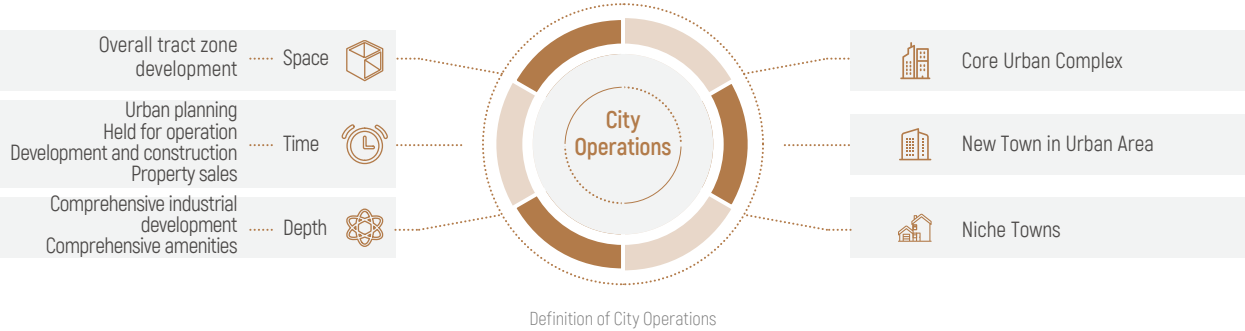 Overall tract zone
development
Space
Urban planning
Held for operation
Development and construction
Property sales
Time
Comprehensive industrial
development
Comprehensive amenities
Depth
City
Operations
Core Urban Complex
New Town in Urban Area
Niche Towns
Definition of City Operations